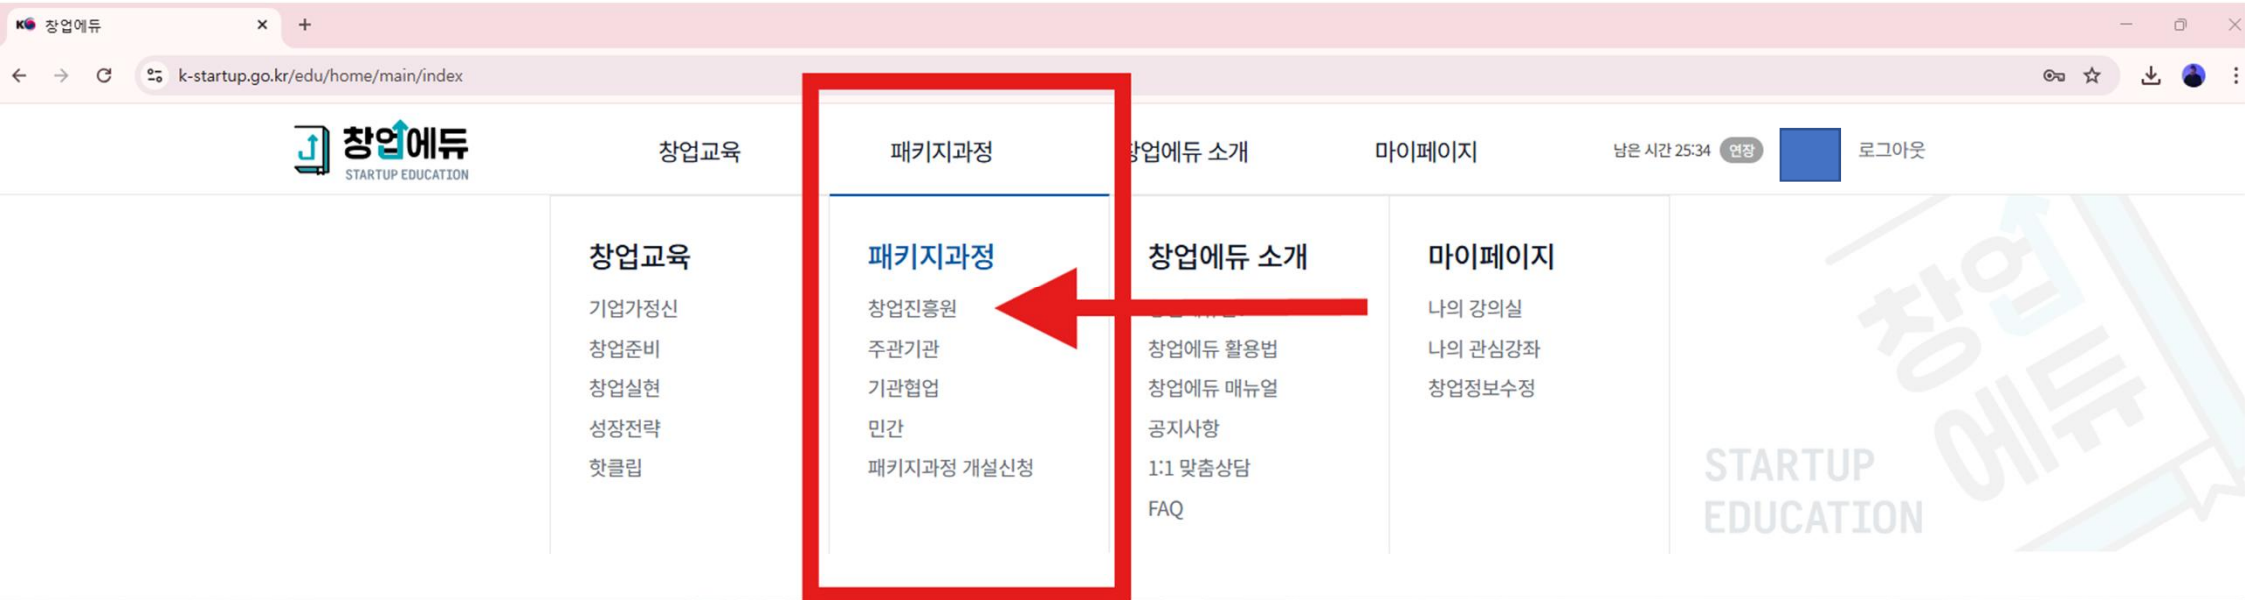 창업에듀
k-startup.go.kr/edu/home/main/index
창업에듀
STARTUP EDUCATION
창업교육
패키지과정
창업에듀 소개
마이페이지
남은 시간 25:34 연장
로그아웃
창업교육
기업가정신
창업준비
창업실현
성장전략
핫클립
패키지과정
창업진흥원
주관기관
기관협업
민간
패키지과정 개설신청
창업에듀 소개
창업에듀 활용법
창업에듀 매뉴얼
공지사항
1:1 맞춤상담
FAQ
마이페이지
나의 강의실
나의 관심강좌
창업정보수정
창업
에듀
STARTUP
EDUCATION